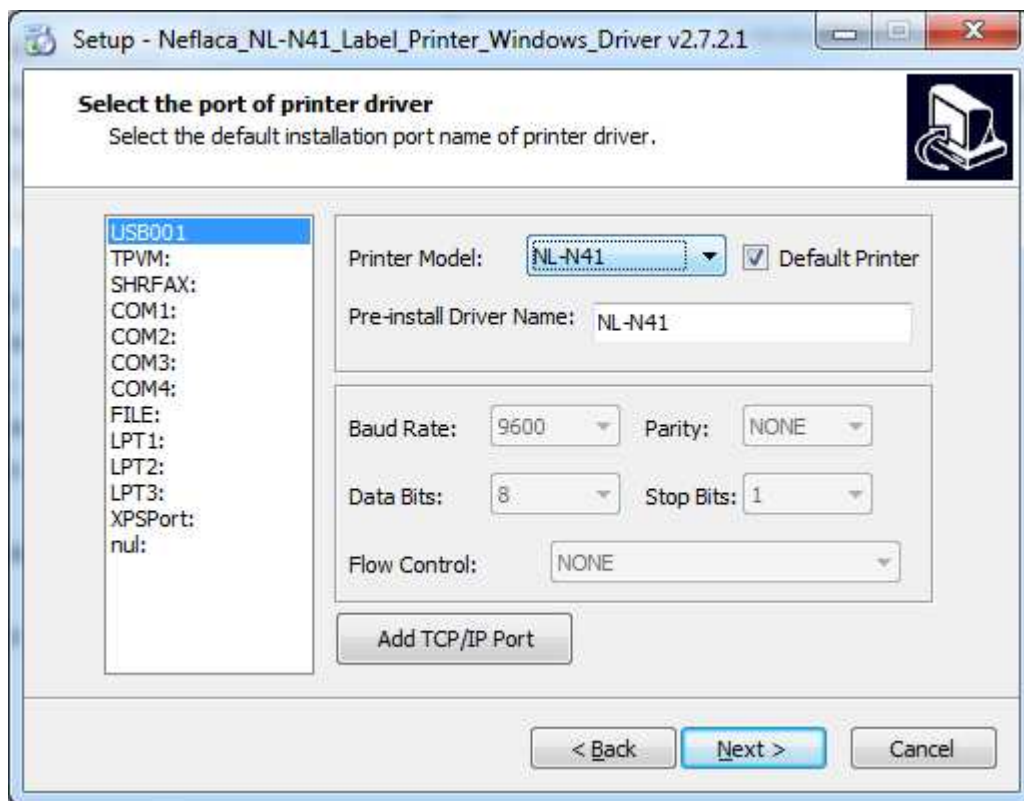 Setup - Neflaca_NL-N41_Label_Printer_Windows_Driver v2.7.2.1
Select the port of printer driver
Select the default installation port name of printer driver.
USB001
TPVM:
SHRFAX:
COM1:
COM2:
COM3:
COM4:
FILE:
LPT1:
LPT2:
LPT3:
XPSPort:
nul:
Printer Model: NL-N41 Default Printer
Pre-install Driver Name: NL-N41
Baud Rate: 9600 Parity: NONE
Data Bits: 8 Stop Bits: 1
Flow Control: NONE
Add TCP/IP Port
< Back Next > Cancel